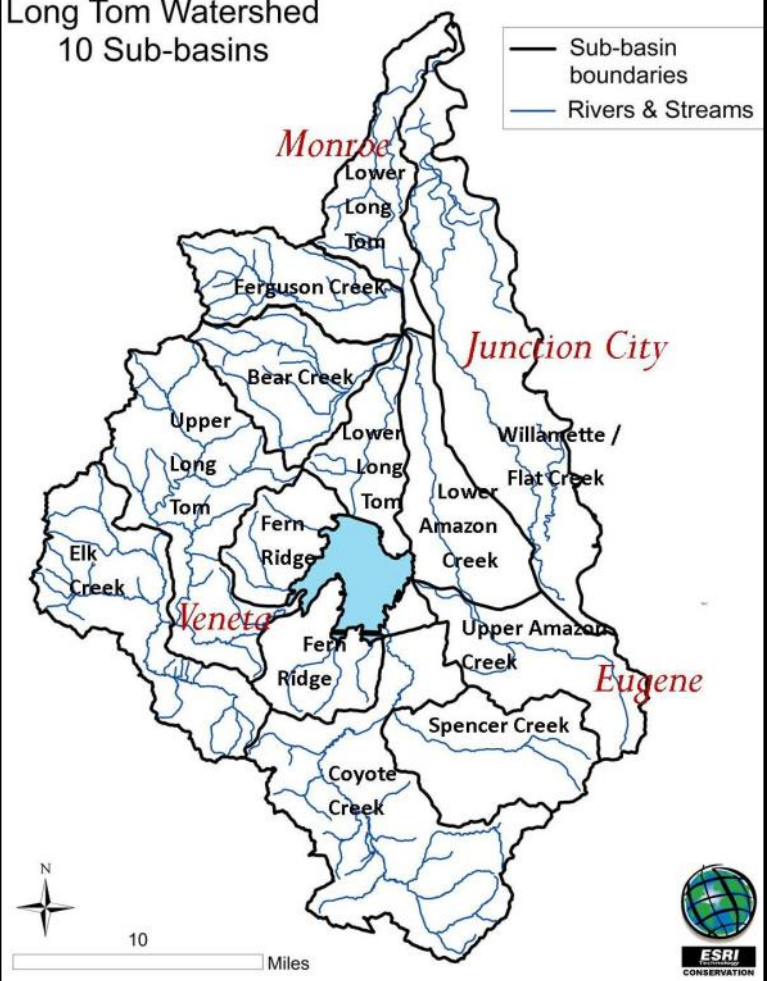 Long Tom Watershed
10 Sub-basins
Sub-basin
boundaries
Rivers & Streams
Monroe
Lower
Long
Tom
Ferguson Creek
Junction City
Bear Creek
Upper
Long
Tom
Lower
Long
Tom
Willamette /
Flat Creek
Lower
Amazon
Creek
Fern
Ridge
Elk
Creek
Veneta
Fern
Ridge
Upper Amazon
Creek
Eugene
Spencer Creek
Coyote
Creek
N
10
Miles
ESRI
Technology
CONSERVATION